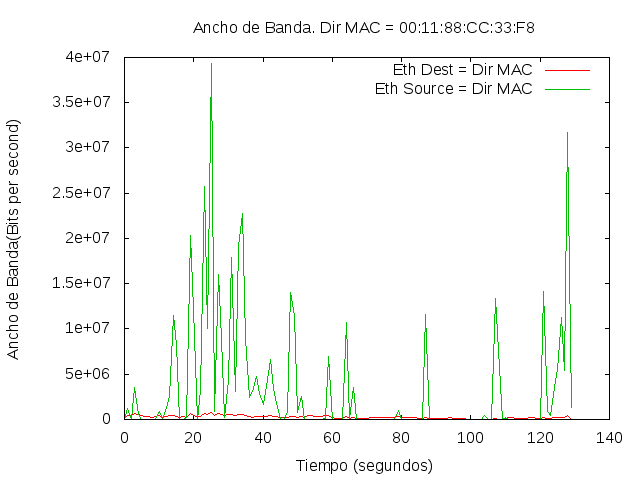 Ancho de Banda. Dir MAC = 00:11:88:CC:33:F8
Eth Dest = Dir MAC
Eth Source = Dir MAC
Ancho de Banda(Bits per second)
4e+07
3.5e+07
3e+07
2.5e+07
2e+07
1.5e+07
1e+07
5e+06
0
0 20 40 60 80 100 120 140
Tiempo (segundos)